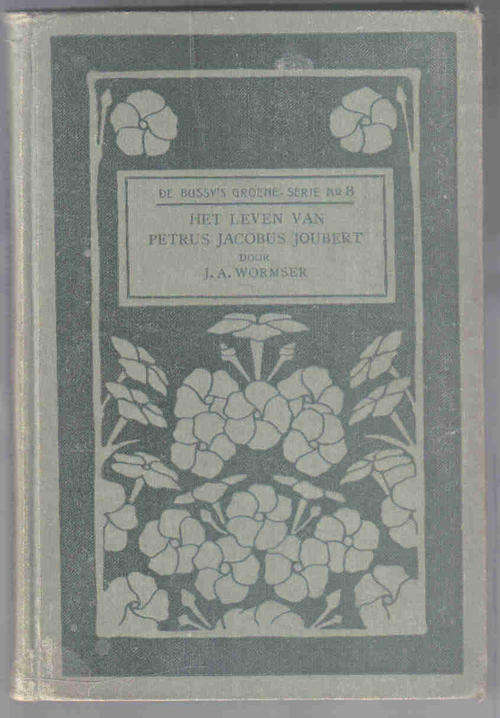 DE BUSSY'S GROENE-SERIE No 8
HET LEVEN VAN
PETRUS JACOBUS JOUBERT
DOOR
J. A. WORMSER